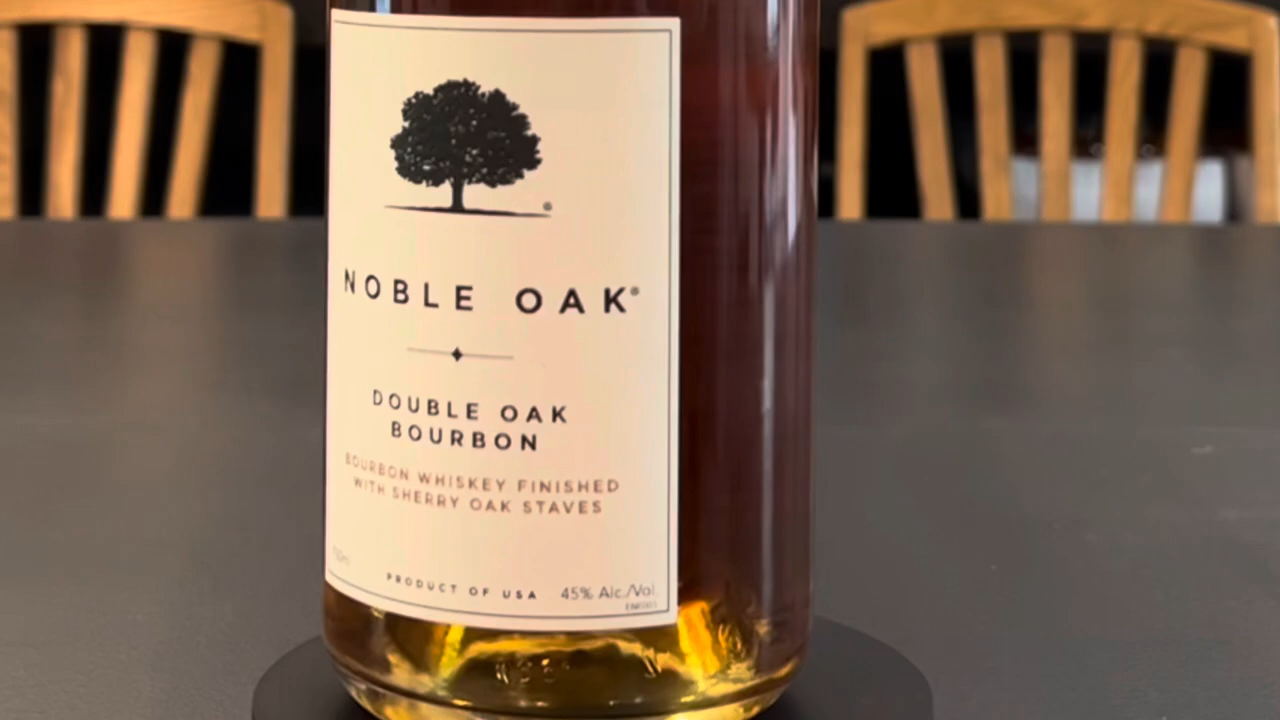 NOBLE OAK®
DOUBLE OAK
BOURBON
BOURBON WHISKEY FINISHED
WITH SHERRY OAK STAVES
PRODUCT OF USA 45% Alc./Vol.